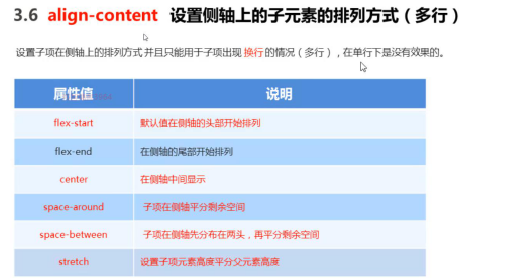 3.6 align-content 设置侧轴上的子元素的排列方式（多行）
设置子项在侧轴上的排列方式 并且只能用于子项出现 换行 的情况（多行），在单行下是没有效果的。
属性值 说明
flex-start 默认值在侧轴的头部开始排列
flex-end 在侧轴的尾部开始排列
center 在侧轴中间显示
space-around 子项在侧轴平分剩余空间
space-between 子项在侧轴先分布在两头，再平分剩余空间
stretch 设置子项元素高度平分父元素高度